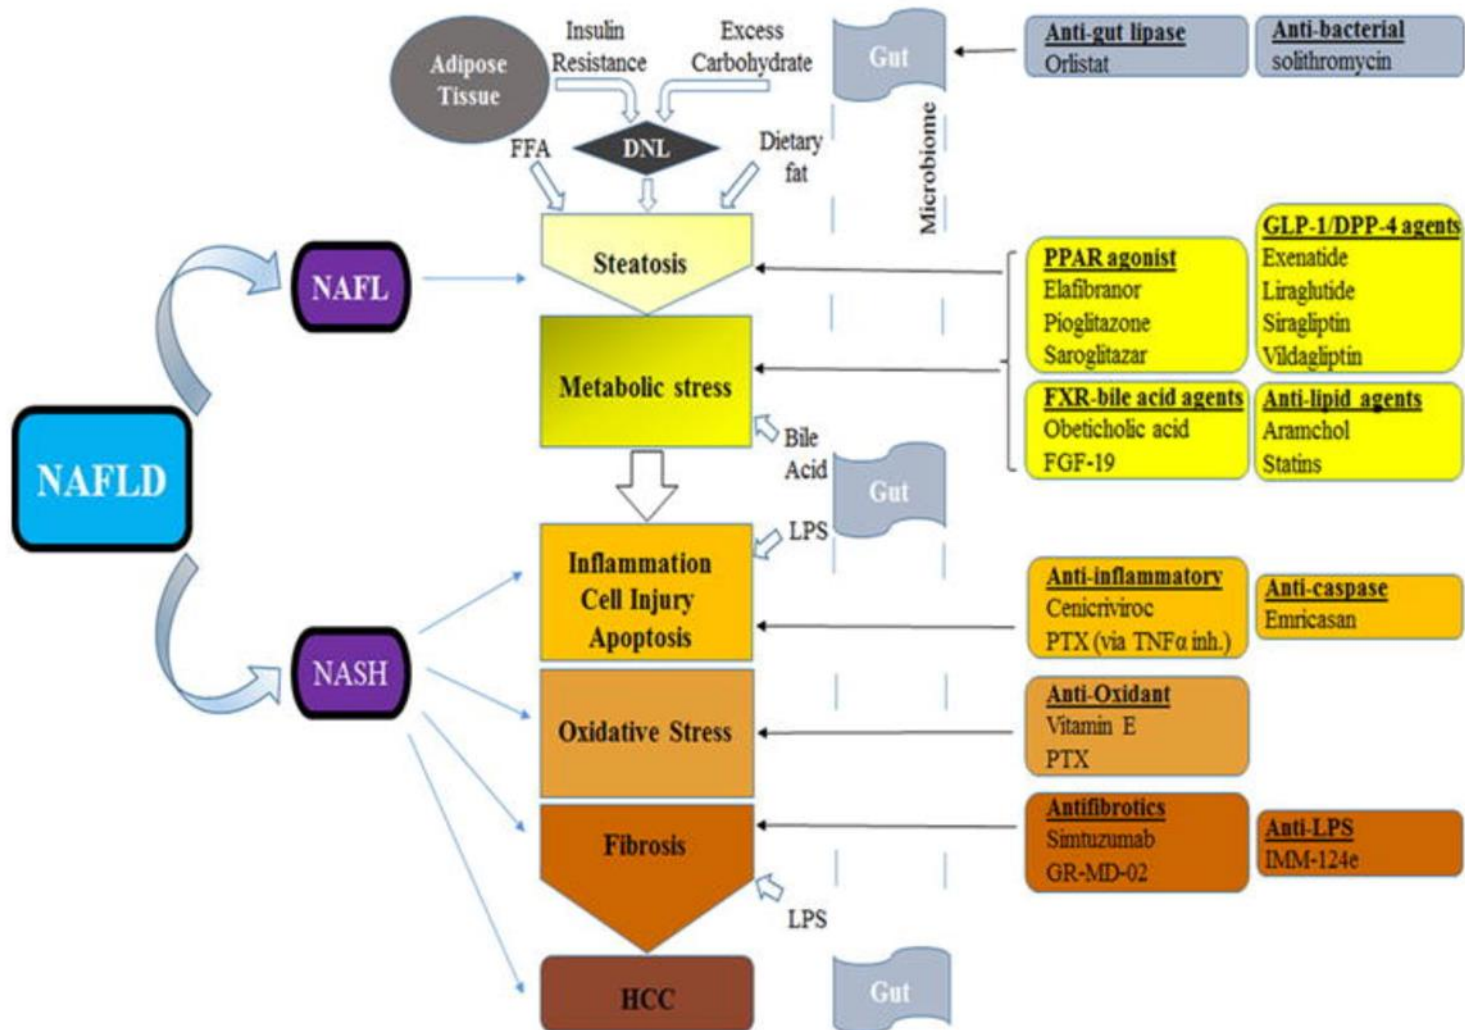 Adipose
Tissue
Insulin
Resistance
Excess
Carbohydrate
Gut
Anti-gut lipase
Orlistat
Anti-bacterial
solithromycin
FFA
DNL
Dietary
fat
Microbiome
NAFL
Steatosis
PPAR agonist
Elafibranor
Pioglitazone
Saroglitazar
GLP-1/DPP-4 agents
Exenatide
Liraglutide
Siragliptin
Vildagliptin
Metabolic stress
FXR-bile acid agents
Obeticholic acid
FGF-19
Anti-lipid agents
Aramchol
Statins
Bile
Acid
NAFLD
Gut
LPS
Inflammation
Cell Injury
Apoptosis
Anti-inflammatory
Cenicriviroc
PTX (via TNFα inh.)
Anti-caspase
Emricasan
NASH
Oxidative Stress
Anti-Oxidant
Vitamin E
PTX
Fibrosis
Antifibrotics
Simtuzumab
GR-MD-02
Anti-LPS
IMM-124e
LPS
HCC
Gut